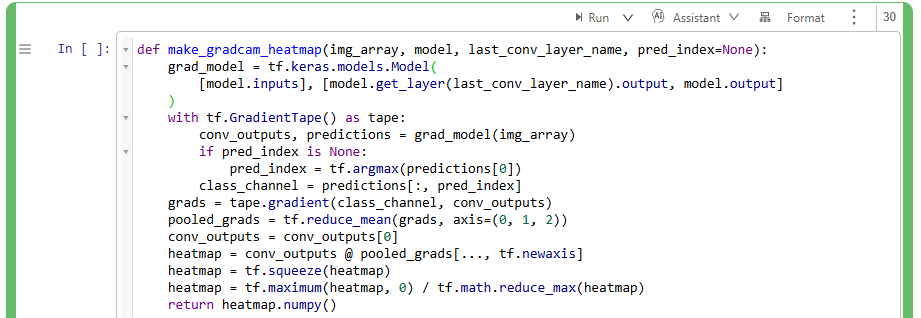 Run Assistant Format 30
In [ ]:
def make_gradcam_heatmap(img_array, model, last_conv_layer_name, pred_index=None):
    grad_model = tf.keras.models.Model(
        [model.inputs], [model.get_layer(last_conv_layer_name).output, model.output]
    )
    with tf.GradientTape() as tape:
        conv_outputs, predictions = grad_model(img_array)
        if pred_index is None:
            pred_index = tf.argmax(predictions[0])
        class_channel = predictions[:, pred_index]
    grads = tape.gradient(class_channel, conv_outputs)
    pooled_grads = tf.reduce_mean(grads, axis=(0, 1, 2))
    conv_outputs = conv_outputs[0]
    heatmap = conv_outputs @ pooled_grads[..., tf.newaxis]
    heatmap = tf.squeeze(heatmap)
    heatmap = tf.maximum(heatmap, 0) / tf.math.reduce_max(heatmap)
    return heatmap.numpy()